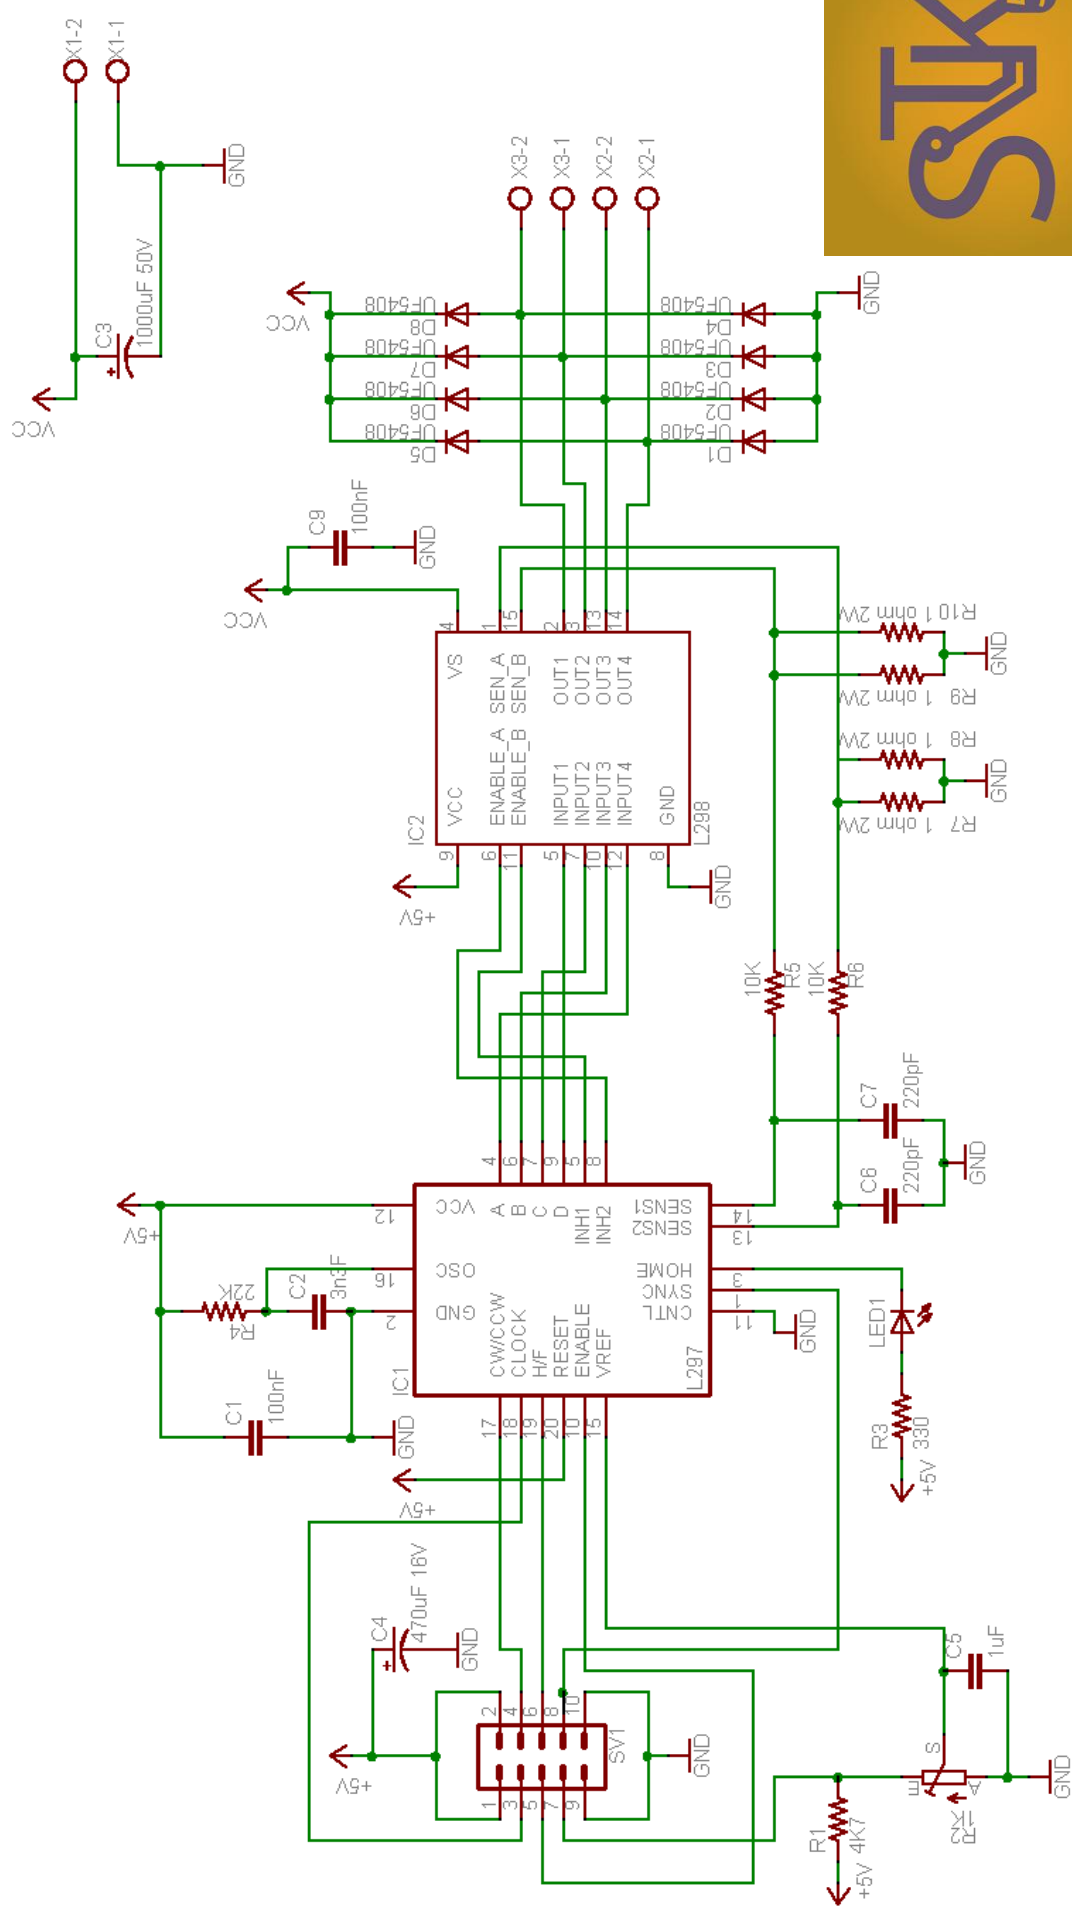 X1-2
X1-1
GND
VCC
C3
1000uF 50V
+
STK
X3-2
X3-1
X2-2
X2-1
VCC
GND
UF5408
D8
UF5408
D7
UF5408
D6
UF5408
D5
UF5408
D4
UF5408
D3
UF5408
D2
UF5408
D1
VCC
C9
100nF
GND
4
1
15
2
3
13
14
VS
SEN_A
SEN_B
OUT1
OUT2
OUT3
OUT4
VCC
ENABLE_A
ENABLE_B
INPUT1
INPUT2
INPUT3
INPUT4
GND
IC2
L298
9
6
11
5
7
10
12
8
+5V
GND
R10 1 ohm 2W
R9 1 ohm 2W
GND
R8 1 ohm 2W
R7 1 ohm 2W
GND
10K
R5
10K
R6
C7
220pF
C6
220pF
GND
4
6
7
9
5
8
+5V
12
16
2
VCC
OSC
GND
A
B
C
D
INH1
INH2
SENS1
SENS2
HOME
SYNC
CNTL
14
13
3
1
11
GND
CW/CCW
CLOCK
H/F
RESET
ENABLE
VREF
IC1
L297
17
18
19
20
10
15
R4
22K
C2
3n3F
C1
100nF
GND
+5V
LED1
R3
330
+5V
C4
470uF 16V
+
GND
+5V
2
4
6
8
10
1
3
5
7
9
SV1
GND
C5
1uF
S
E
A
R2
1K
GND
R1
4K7
+5V